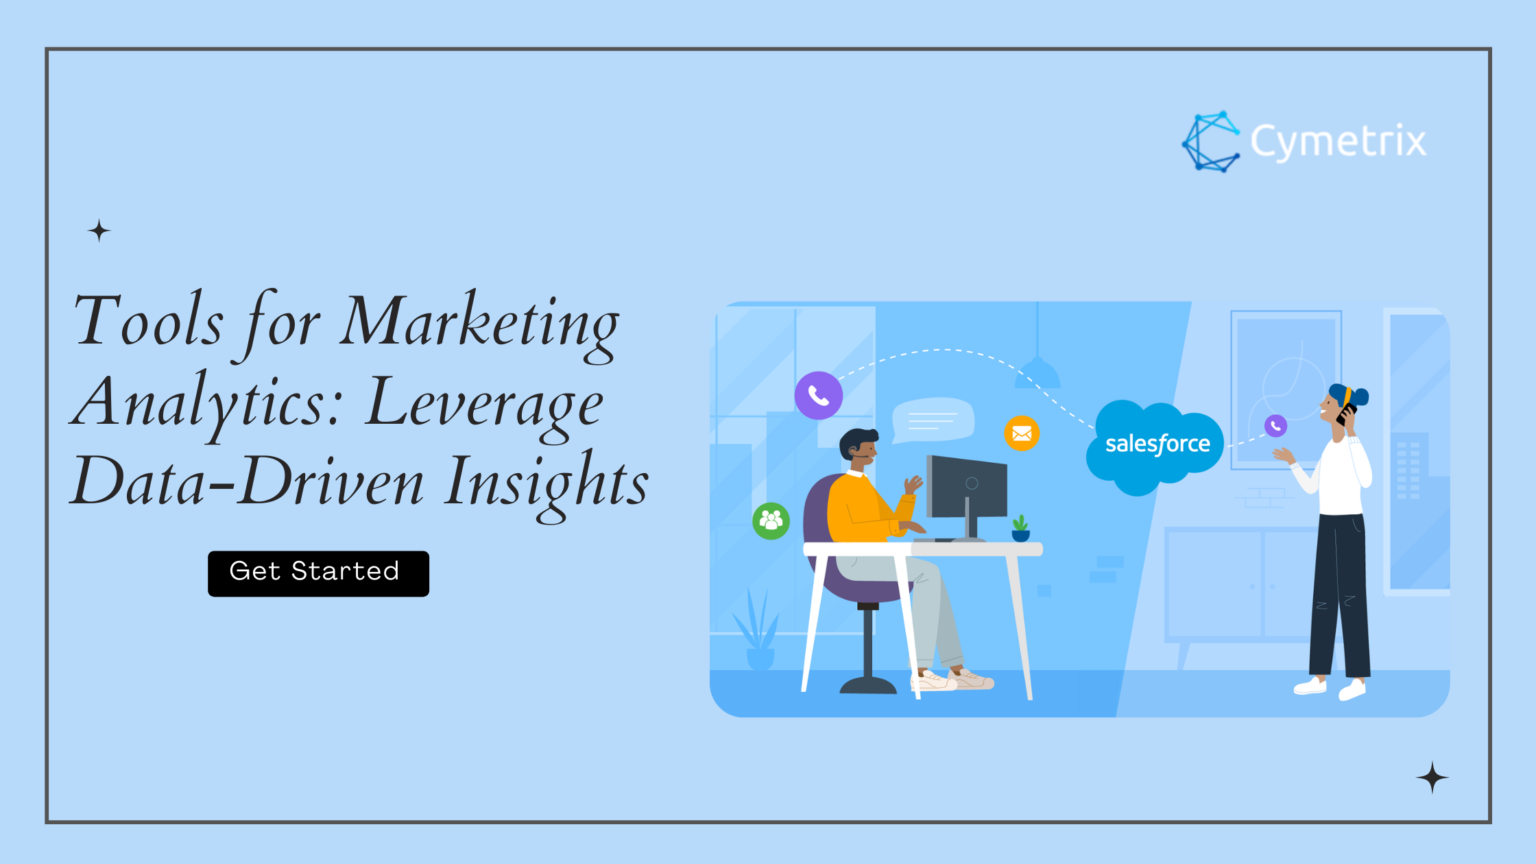 Cymetrix
Tools for Marketing
Analytics: Leverage
Data-Driven Insights
Get Started
salesforce